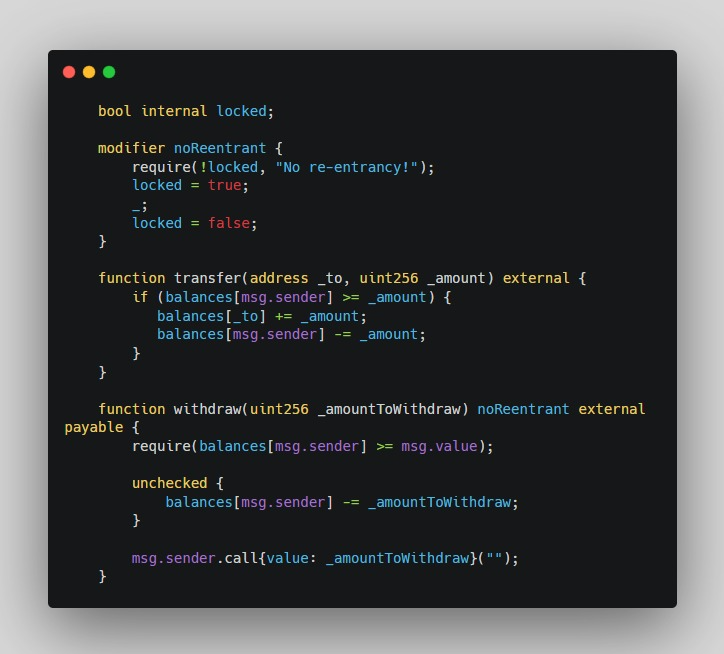 bool internal locked;
modifier noReentrant {
require(!locked, "No re-entrancy!");
locked = true;
_;
locked = false;
}
function transfer(address _to, uint256 _amount) external {
if (balances[msg.sender] >= _amount) {
balances[_to] += _amount;
balances[msg.sender] -= _amount;
}
}
function withdraw(uint256 _amountToWithdraw) noReentrant external
payable {
require(balances[msg.sender] >= msg.value);
unchecked {
balances[msg.sender] -= _amountToWithdraw;
}
msg.sender.call{value: _amountToWithdraw}("");
}